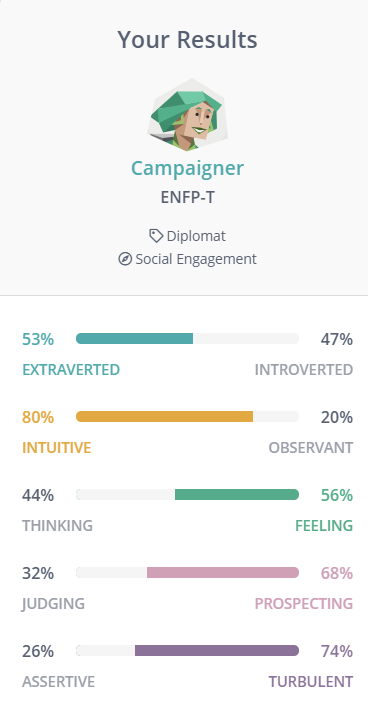 Your Results
Campaigner
ENFP-T
Diplomat
Social Engagement
53% 47%
EXTRAVERTED INTROVERTED
80% 20%
INTUITIVE OBSERVANT
44% 56%
THINKING FEELING
32% 68%
JUDGING PROSPECTING
26% 74%
ASSERTIVE TURBULENT